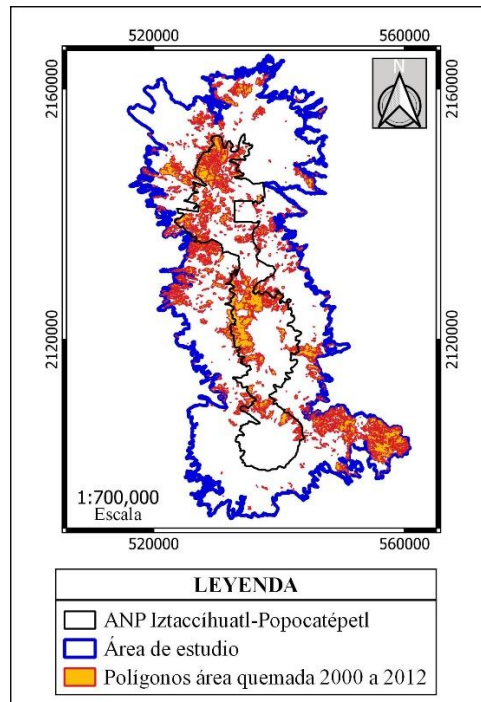 520000 560000
N
2160000 2160000
2120000 2120000
1:700,000
Escala
520000 560000
LEYENDA
ANP Iztaccíhuatl-Popocatépetl
Área de estudio
Polígonos área quemada 2000 a 2012